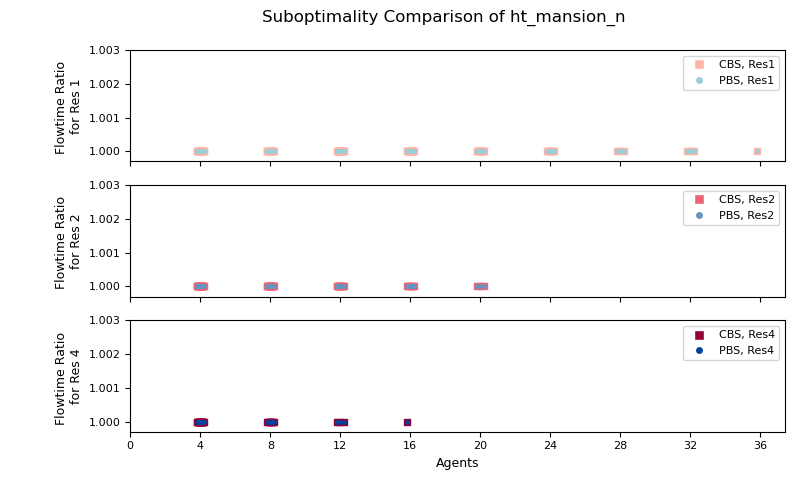 Suboptimality Comparison of ht_mansion_n
1.003
1.002
1.001
1.000
Flowtime Ratio
for Res 1
CBS, Res1
PBS, Res1
1.003
1.002
1.001
1.000
Flowtime Ratio
for Res 2
CBS, Res2
PBS, Res2
1.003
1.002
1.001
1.000
Flowtime Ratio
for Res 4
CBS, Res4
PBS, Res4
0 4 8 12 16 20 24 28 32 36
Agents